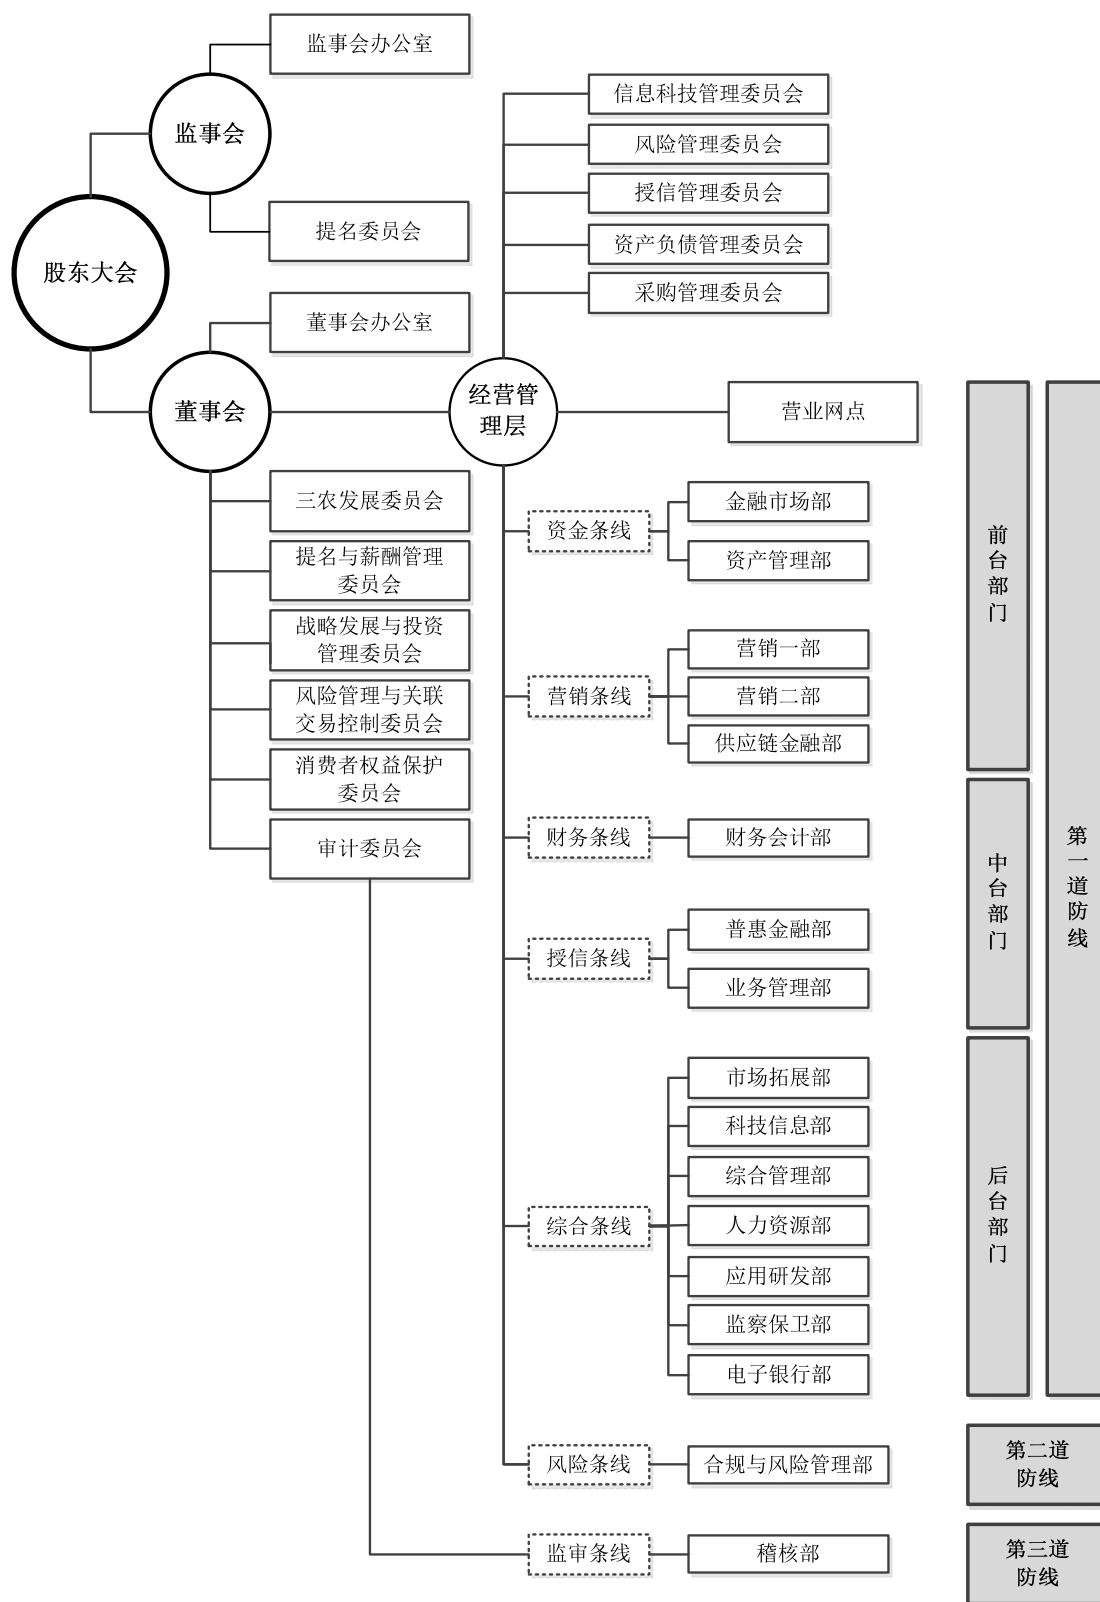 监事会办公室
监事会
提名委员会
股东大会
董事会办公室
董事会
三农发展委员会
提名与薪酬管理
委员会
战略发展与投资
管理委员会
风险管理与关联
交易控制委员会
消费者权益保护
委员会
审计委员会
信息科技管理委员会
风险管理委员会
授信管理委员会
资产负债管理委员会
采购管理委员会
经营管
理层
营业网点
资金条线
金融市场部
资产管理部
营销条线
营销一部
营销二部
供应链金融部
财务条线
财务会计部
授信条线
普惠金融部
业务管理部
综合条线
市场拓展部
科技信息部
综合管理部
人力资源部
应用研发部
监察保卫部
电子银行部
风险条线
合规与风险管理部
监审条线
稽核部
前台部门
中台部门
后台部门
第一道防线
第二道
防线
第三道
防线